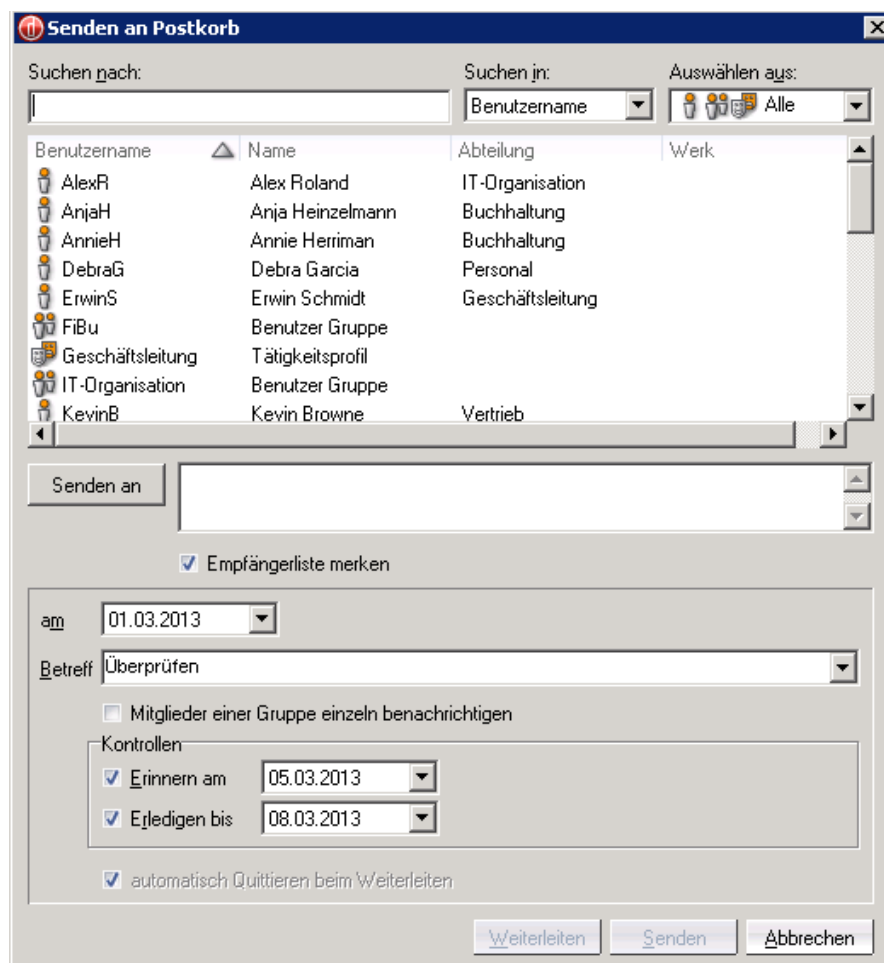 Senden an Postkorb
Suchen nach: Suchen in: Auswählen aus:
Benutzername Alle
Benutzername Name Abteilung Werk
AlexR Alex Roland IT-Organisation
AnjaH Anja Heinzelmann Buchhaltung
AnnieH Annie Herriman Buchhaltung
DebraG Debra Garcia Personal
ErwinS Erwin Schmidt Geschäftsleitung
FiBu Benutzer Gruppe
Geschäftsleitung Tätigkeitsprofil
IT-Organisation Benutzer Gruppe
KevinB Kevin Browne Vertrieb
Senden an
Empfängerliste merken
am 01.03.2013
Betreff Überprüfen
Mitglieder einer Gruppe einzeln benachrichtigen
Kontrollen
Erinnern am 05.03.2013
Erledigen bis 08.03.2013
automatisch Quittieren beim Weiterleiten
Weiterleiten Senden Abbrechen